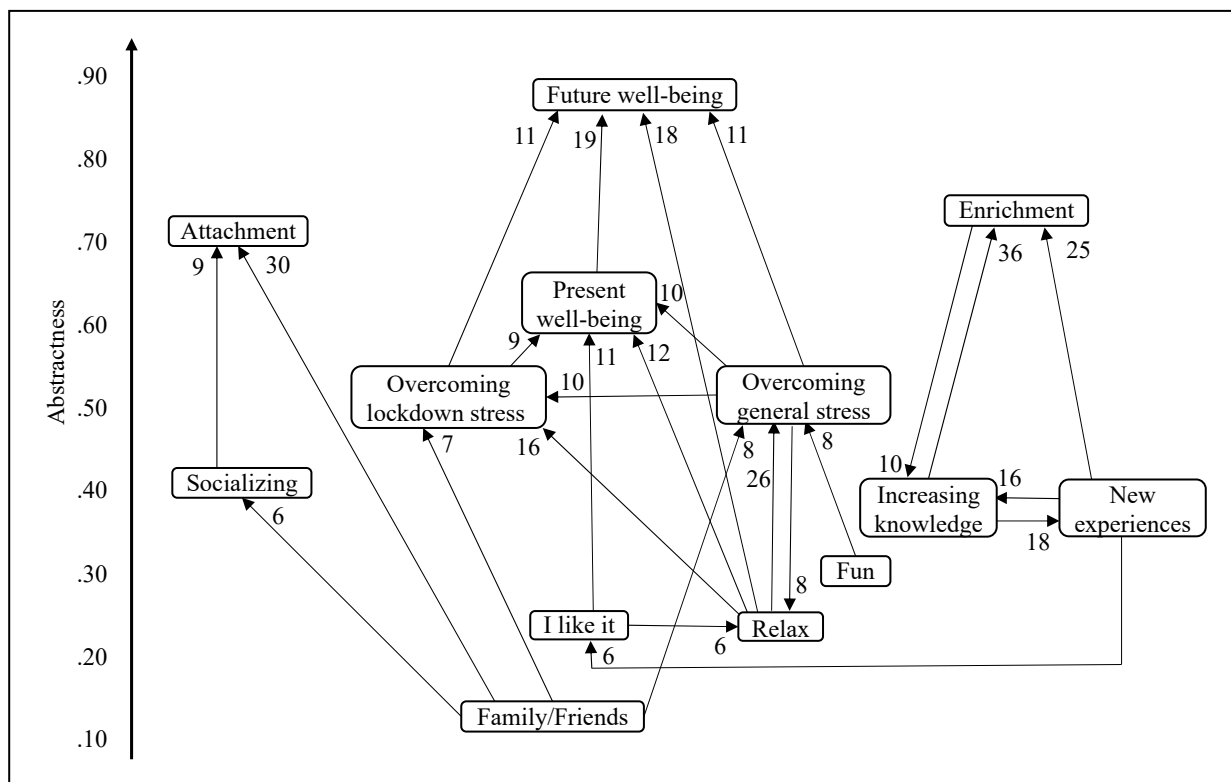 .90
Future well-being
11
19
18
11
.80
Enrichment
Attachment
.70
9
30
36
25
Present
well-being
10
.60
9
11
12
Abstractness
Overcoming
lockdown stress
10
Overcoming
general stress
.50
7
16
8
8
26
10
16
Socializing
.40
6
Increasing
knowledge
New
experiences
18
Fun
.30
8
I like it
Relax
6
6
.20
Family/Friends
.10